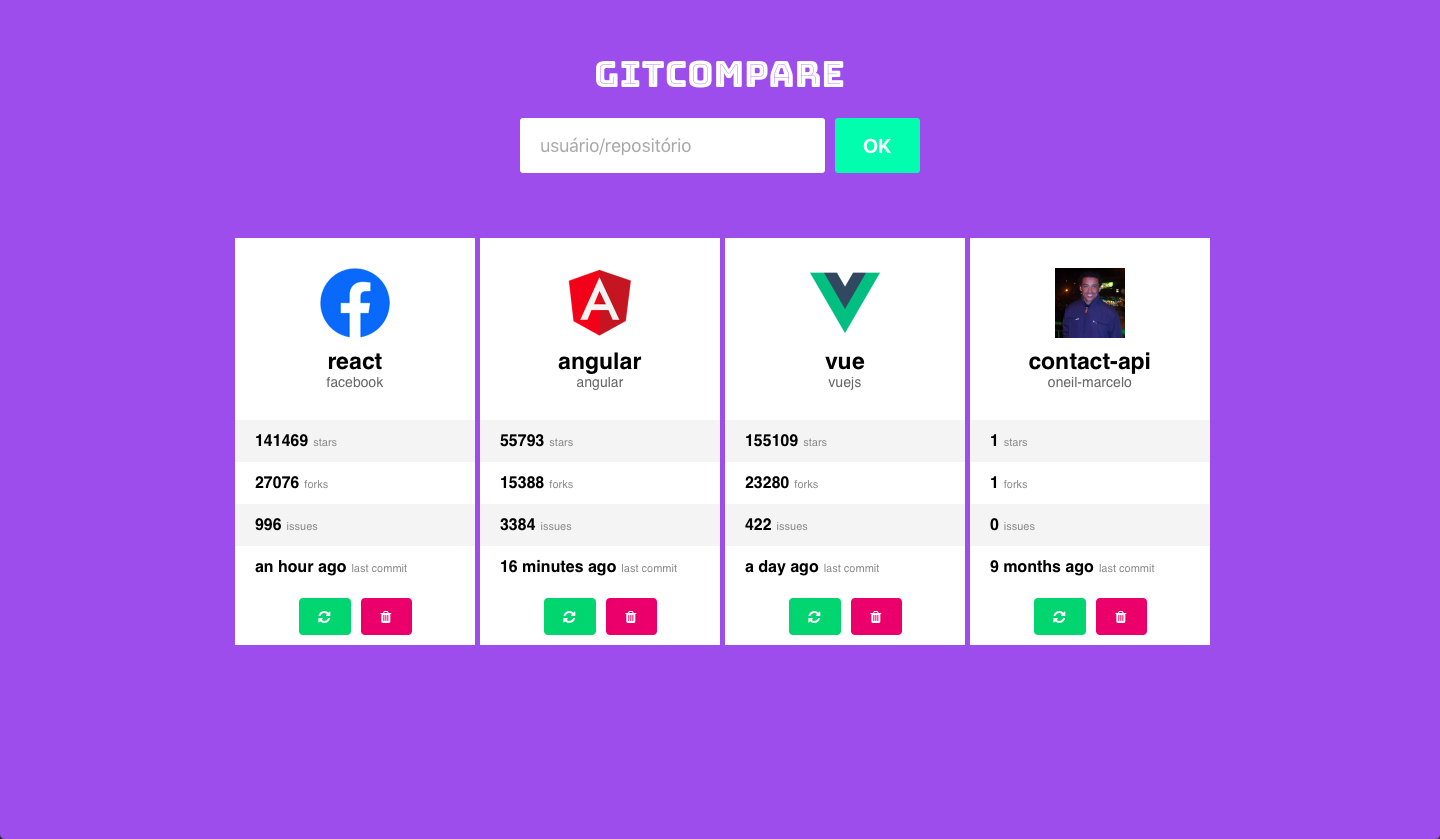 GITCOMPARE
usuário/repositório
OK
react
facebook
141469 stars
27076 forks
996 issues
an hour ago last commit
angular
angular
55793 stars
15388 forks
3384 issues
16 minutes ago last commit
vue
vuejs
155109 stars
23280 forks
422 issues
a day ago last commit
contact-api
oneil-marcelo
1 stars
1 forks
0 issues
9 months ago last commit